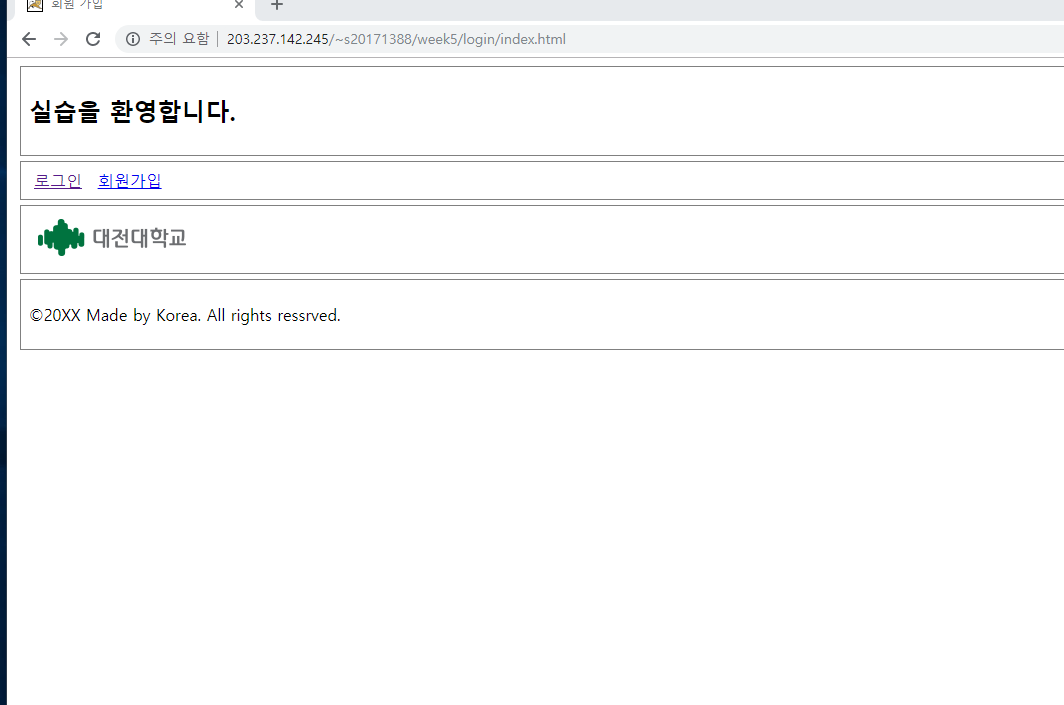 회원 가입
주의 요함 203.237.142.245/~s20171388/week5/login/index.html
실습을 환영합니다.
로그인 회원가입
대전대학교
©20XX Made by Korea. All rights ressrved.